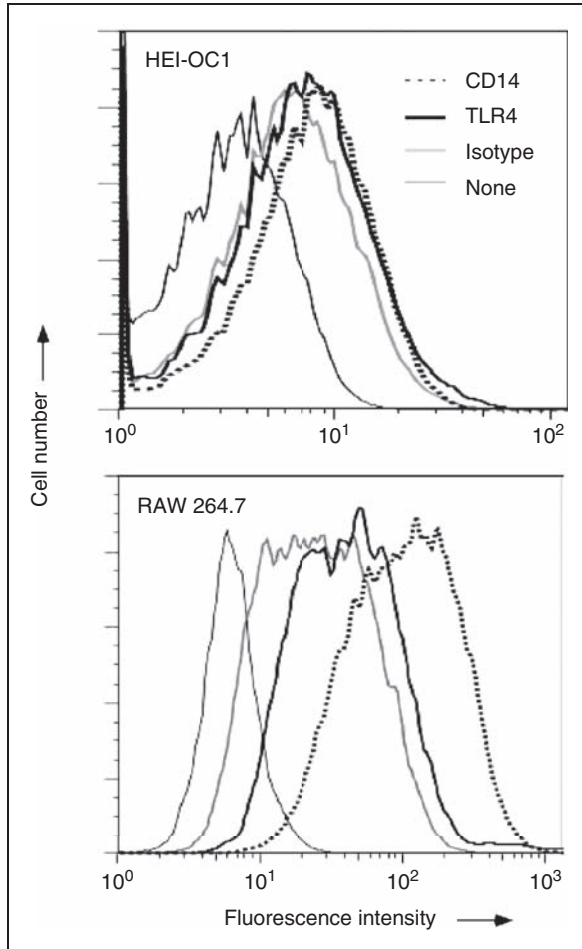 HEI-OC1
CD14
TLR4
Isotype
None
10⁰
10¹
10²
Cell number
RAW 264.7
10⁰
10¹
10²
10³
Fluorescence intensity